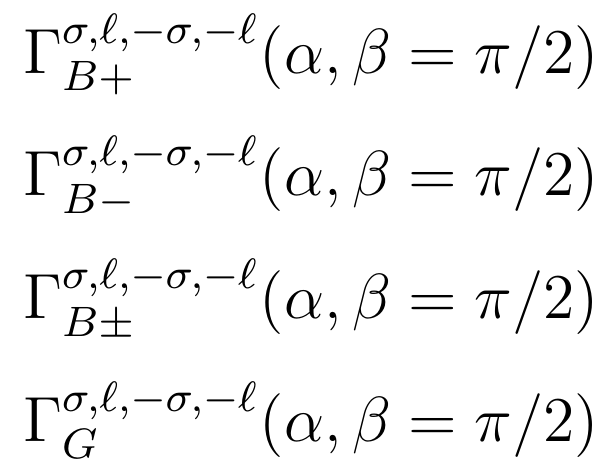 Γ_{B+}^{σ,ℓ,−σ,−ℓ}(α, β = π/2)
Γ_{B−}^{σ,ℓ,−σ,−ℓ}(α, β = π/2)
Γ_{B±}^{σ,ℓ,−σ,−ℓ}(α, β = π/2)
Γ_{G}^{σ,ℓ,−σ,−ℓ}(α, β = π/2)